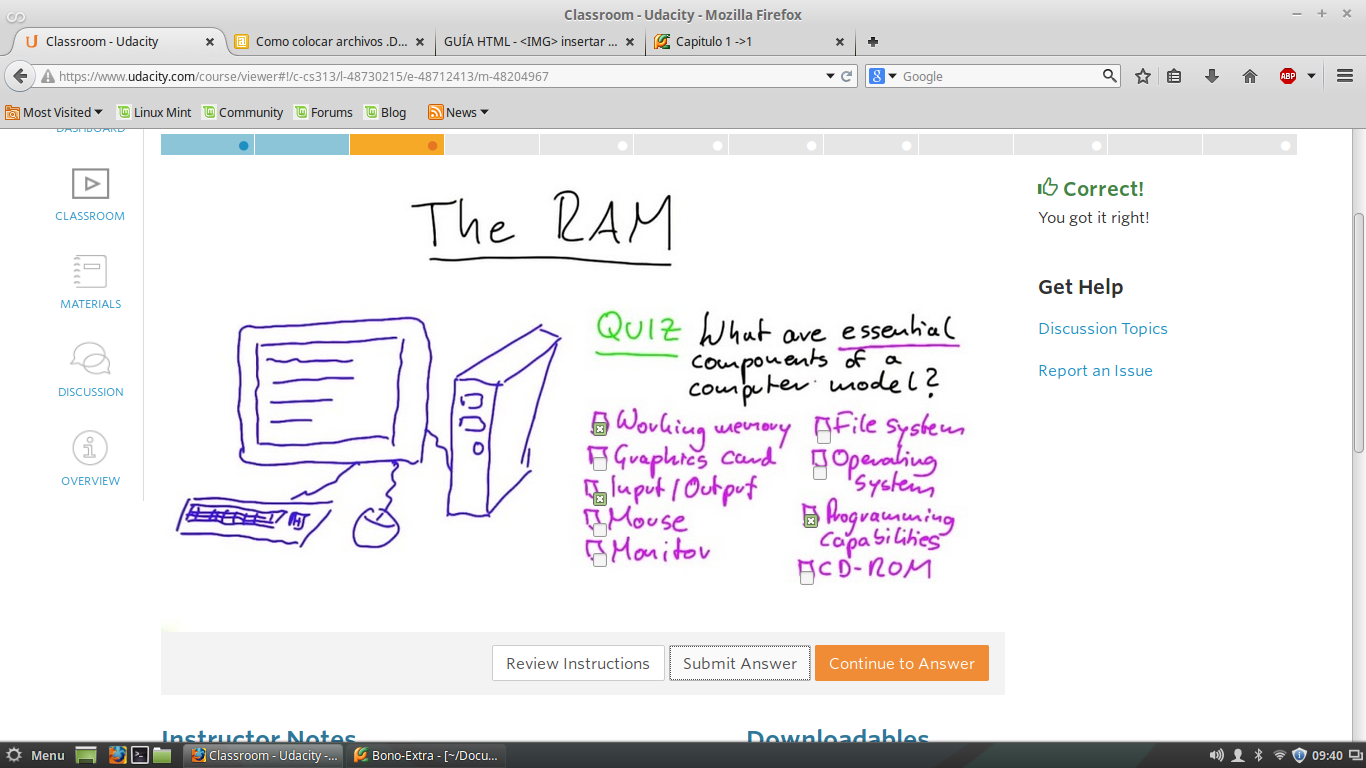 Classroom - Udacity - Mozilla Firefox
Classroom - Udacity
Como colocar archivos .D...
GUÍA HTML - <IMG> insertar ...
Capitulo 1 ->1
https://www.udacity.com/course/viewer#!/c-cs313/l-48730215/e-48712413/m-48204967
Google
ABP
Most Visited
Linux Mint
Community
Forums
Blog
News
DASHBOARD
CLASSROOM
MATERIALS
DISCUSSION
OVERVIEW
The RAM
QUIZ What are essential
components of a
computer model?
Working memory
Graphics card
Input/Output
Mouse
Monitor
File system
Operating
System
Programming
Capabilities
CD-ROM
Correct!
You got it right!
Get Help
Discussion Topics
Report an Issue
Review Instructions
Submit Answer
Continue to Answer
Instructor Notes
Downloadables
Menu
Classroom - Udacity -...
Bono-Extra - [~/Docu...
09:40